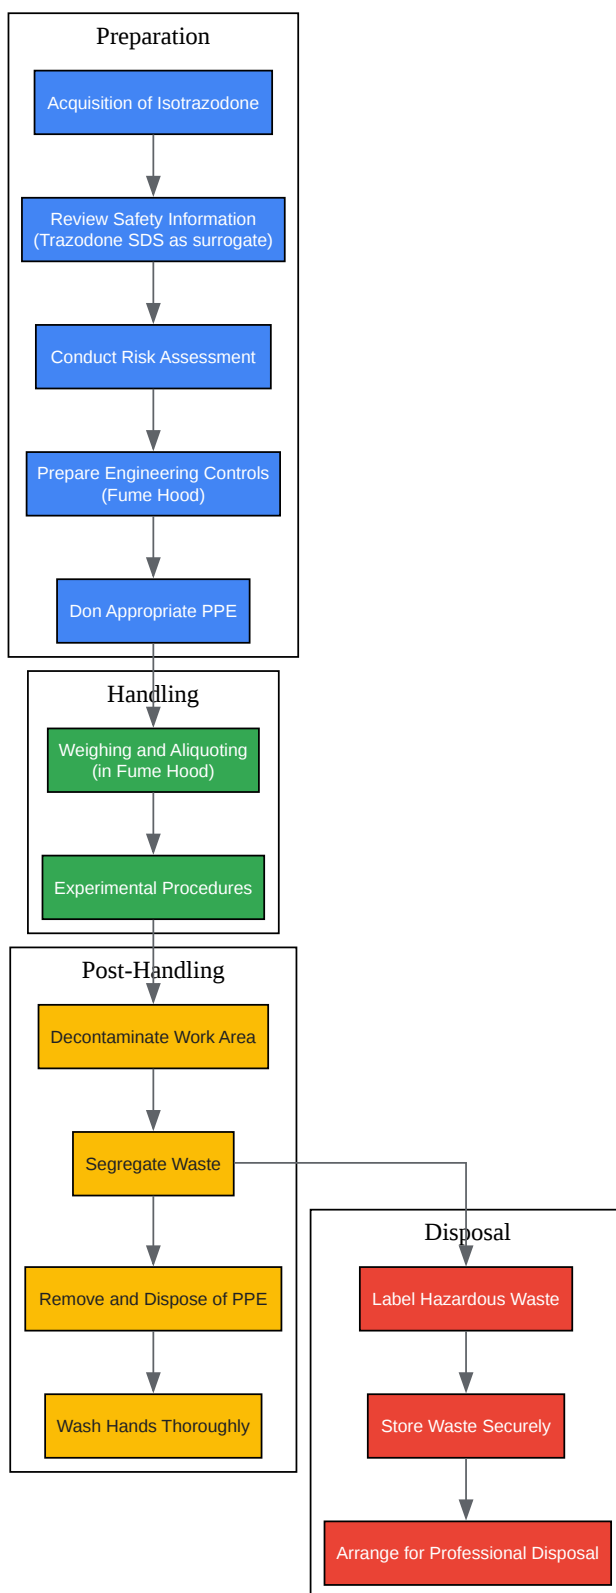 Preparation
Acquisition of Isotrazodone
Review Safety Information
(Trazodone SDS as surrogate)
Conduct Risk Assessment
Prepare Engineering Controls
(Fume Hood)
Don Appropriate PPE
Handling
Weighing and Aliquoting
(in Fume Hood)
Experimental Procedures
Post-Handling
Decontaminate Work Area
Segregate Waste
Remove and Dispose of PPE
Wash Hands Thoroughly
Disposal
Label Hazardous Waste
Store Waste Securely
Arrange for Professional Disposal